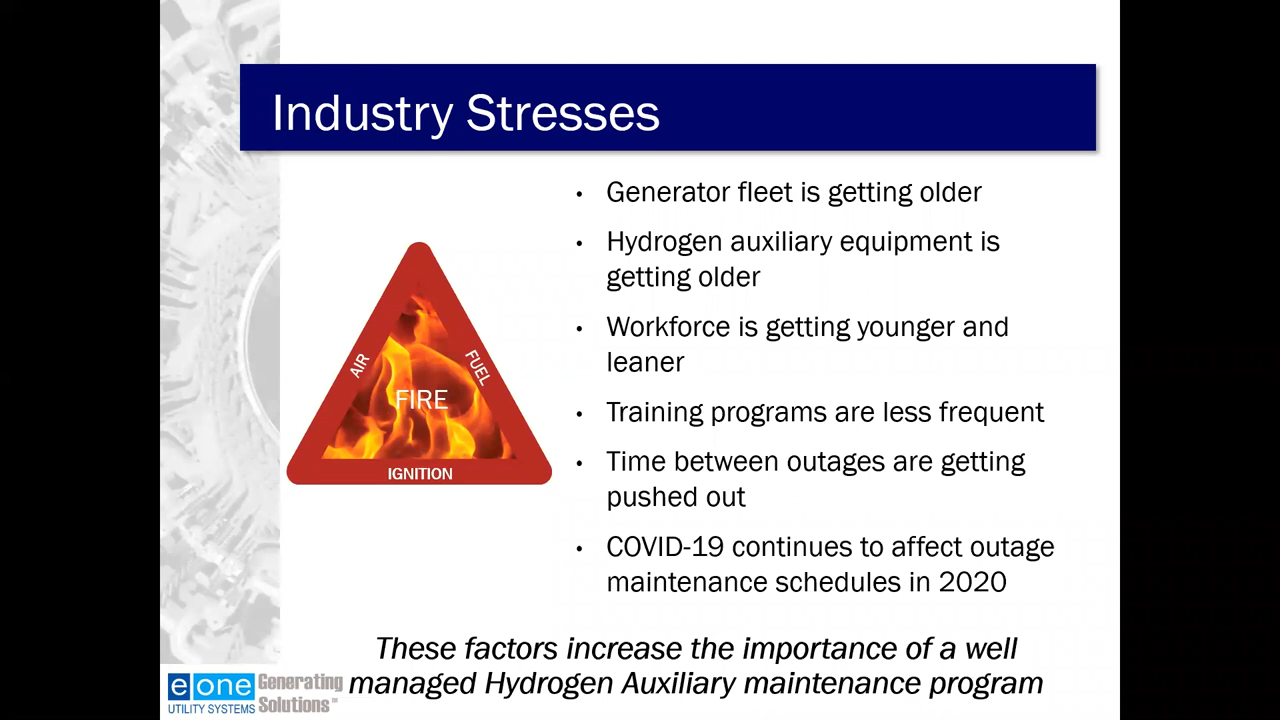 Industry Stresses
• Generator fleet is getting older
• Hydrogen auxiliary equipment is
getting older
• Workforce is getting younger and
leaner
• Training programs are less frequent
• Time between outages are getting
pushed out
• COVID-19 continues to affect outage
maintenance schedules in 2020
AIR
FUEL
FIRE
IGNITION
These factors increase the importance of a well
managed Hydrogen Auxiliary maintenance program
eone
UTILITY SYSTEMS
Generating
Solutions™